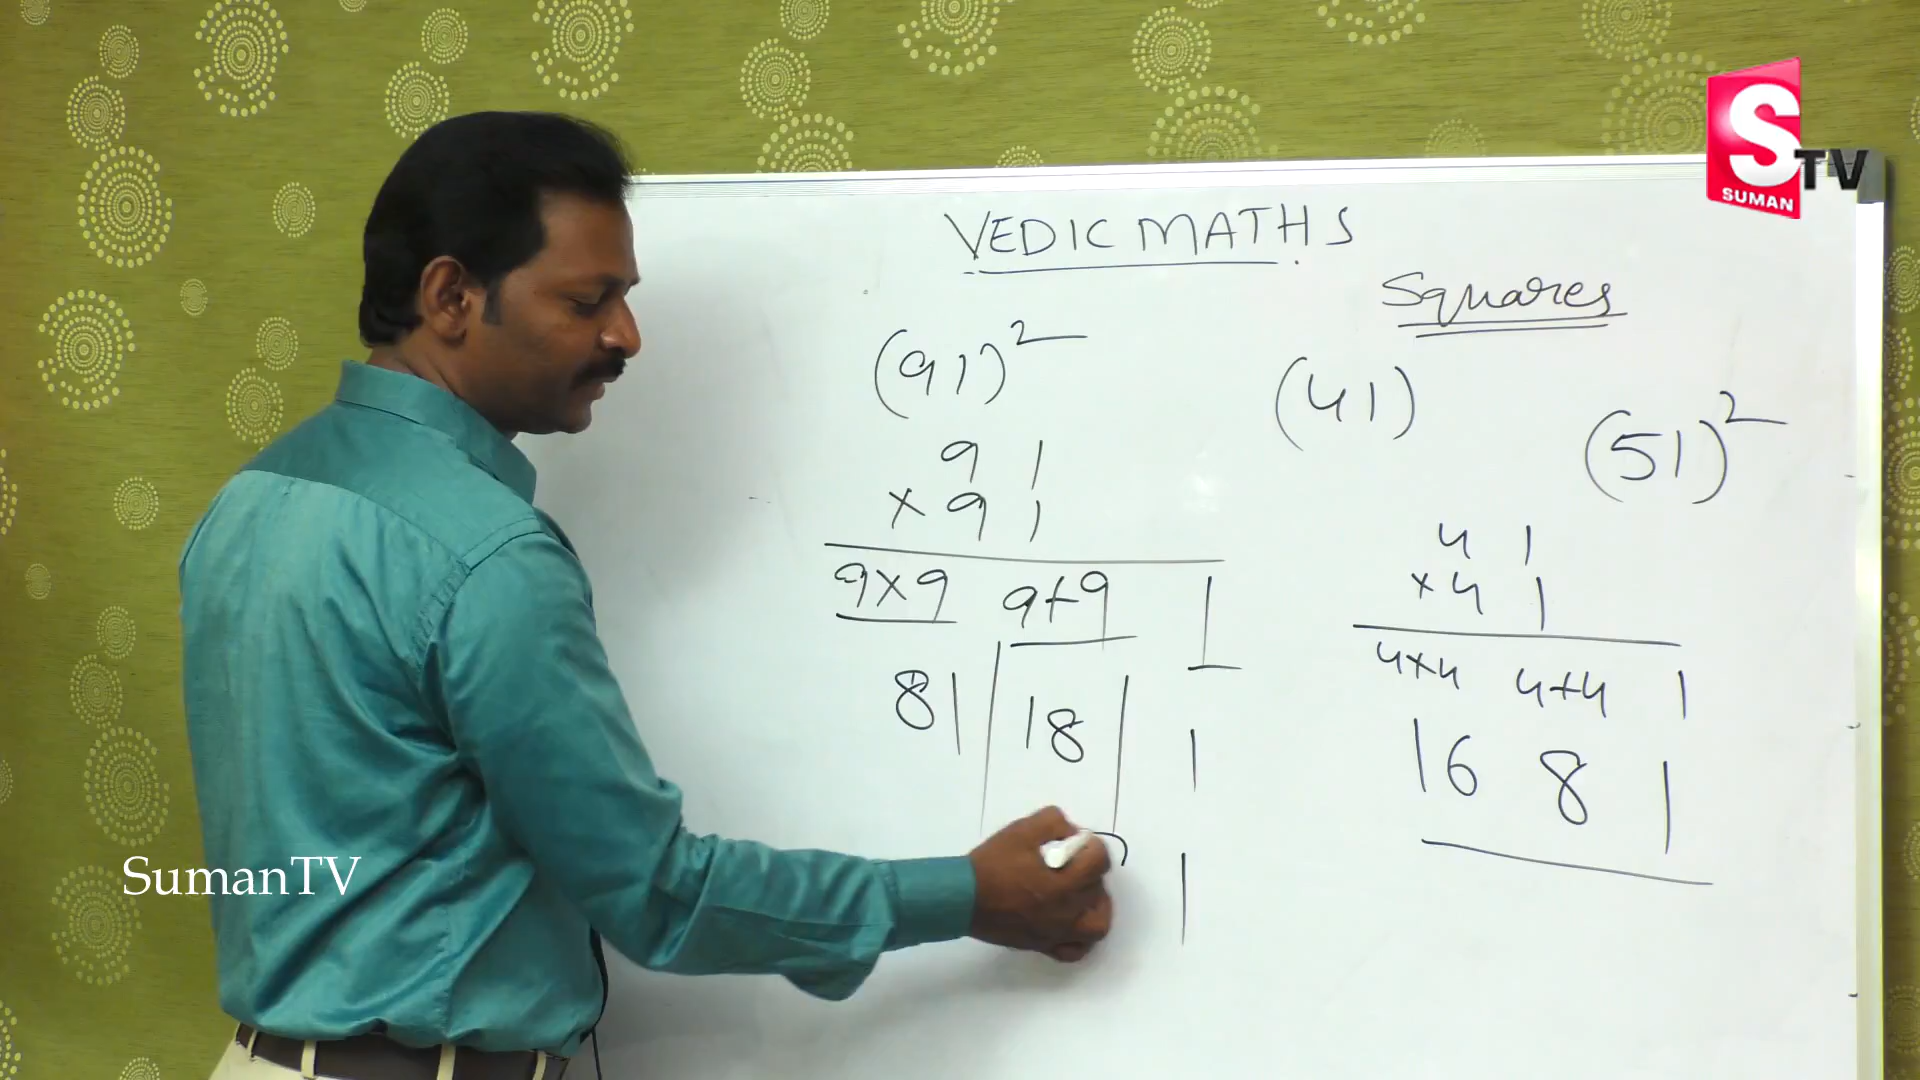 S TV
SUMAN
VEDIC MATHS
Squares
(91)²
(41)
(51)²
9 1
× 9 1
9×9 9+9 1
81 18 1
1
4 1
×4 1
4×4 4+4 1
16 8 1
SumanTV